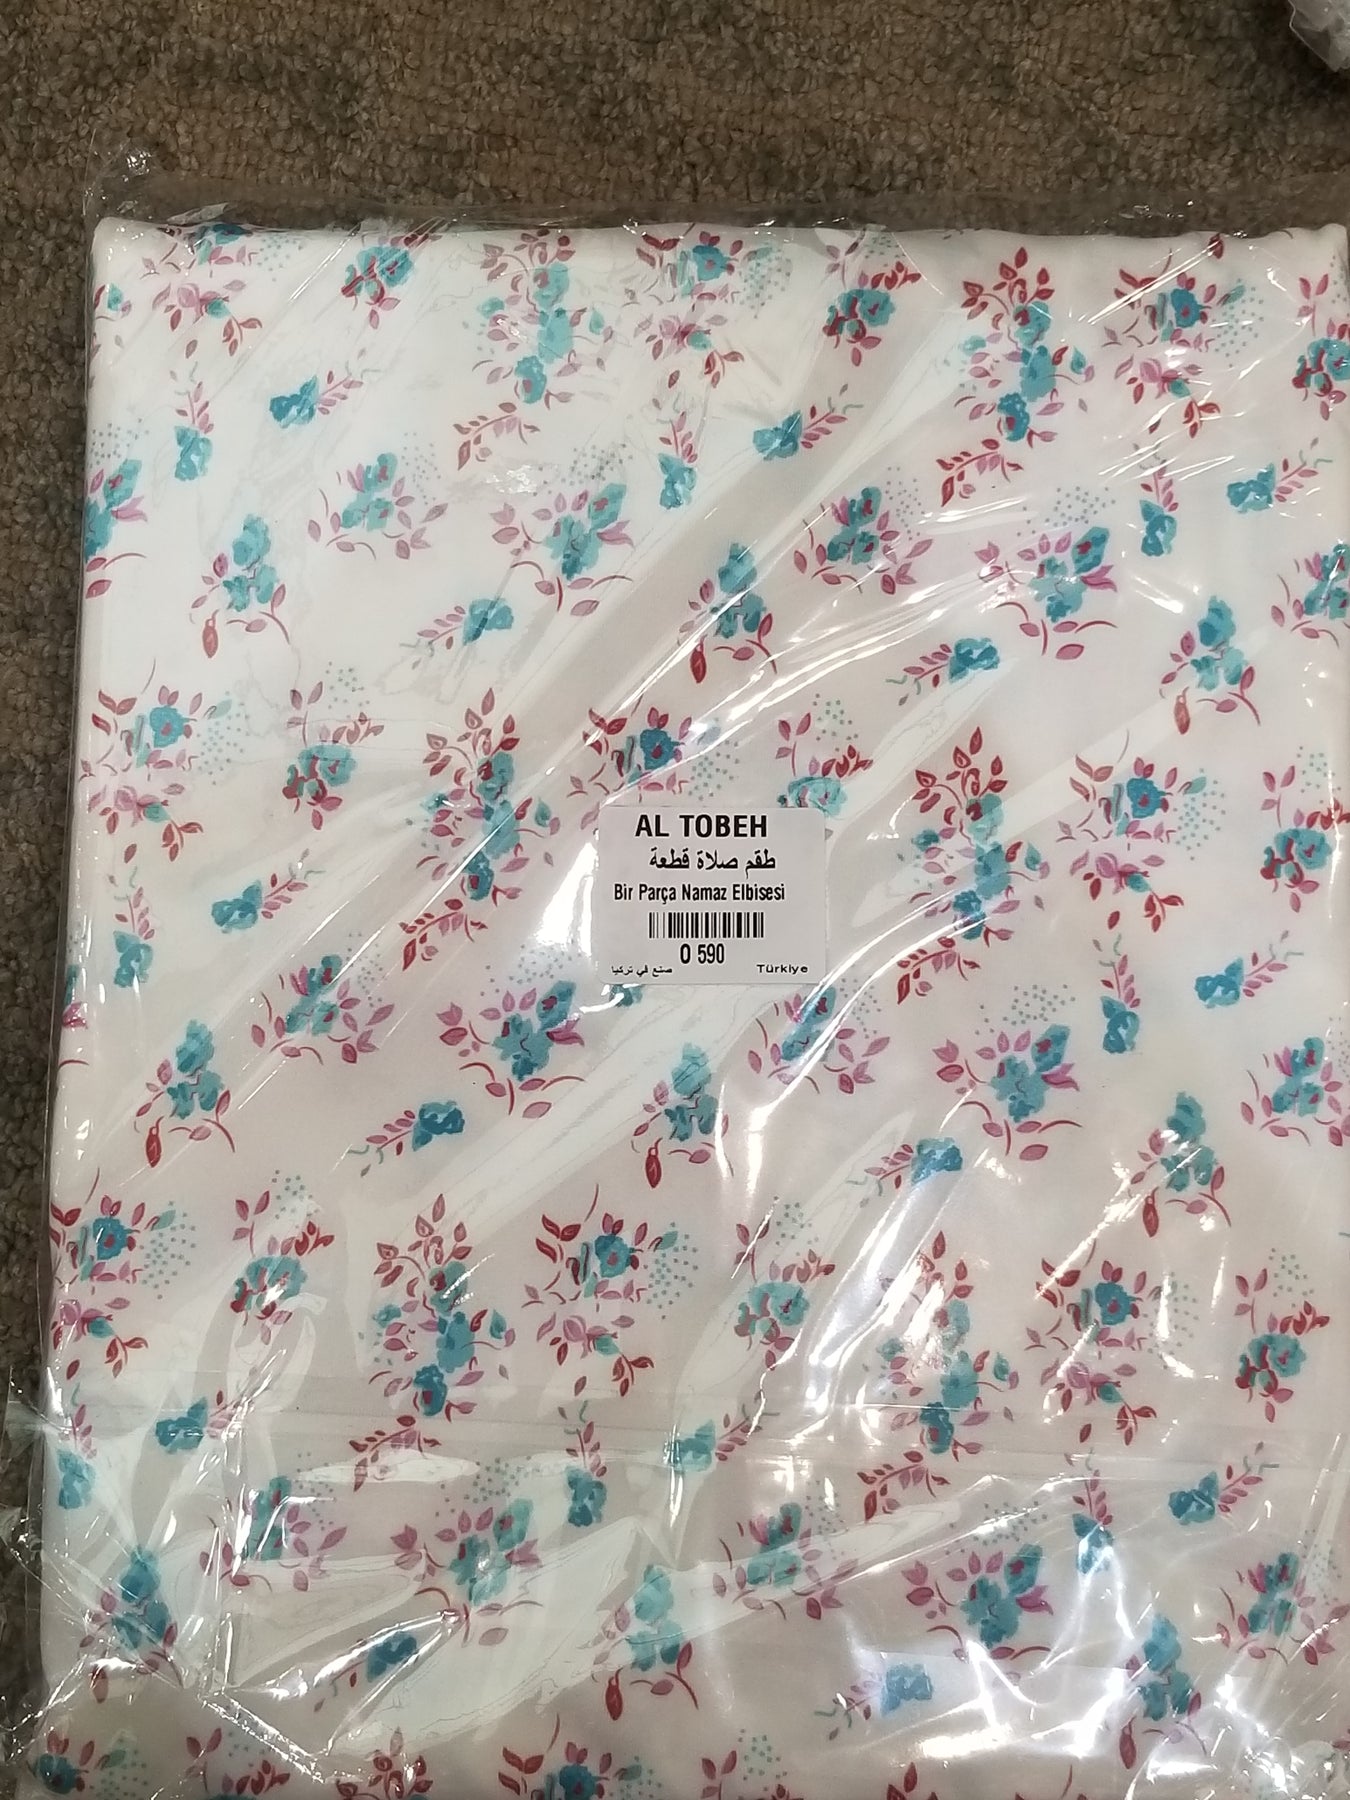 AL TOBEH
طقم صلاة قطعة
Bir Parça Namaz Elbisesi
O 590
صنع في تركيا Türkiye